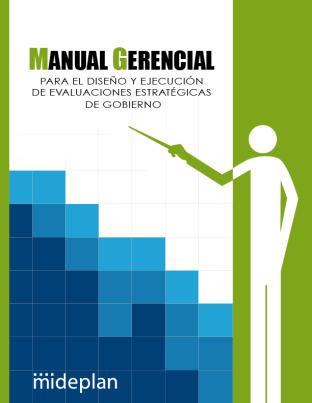 MANUAL GERENCIAL
PARA EL DISEÑO Y EJECUCIÓN
DE EVALUACIONES ESTRATÉGICAS
DE GOBIERNO
mideplan